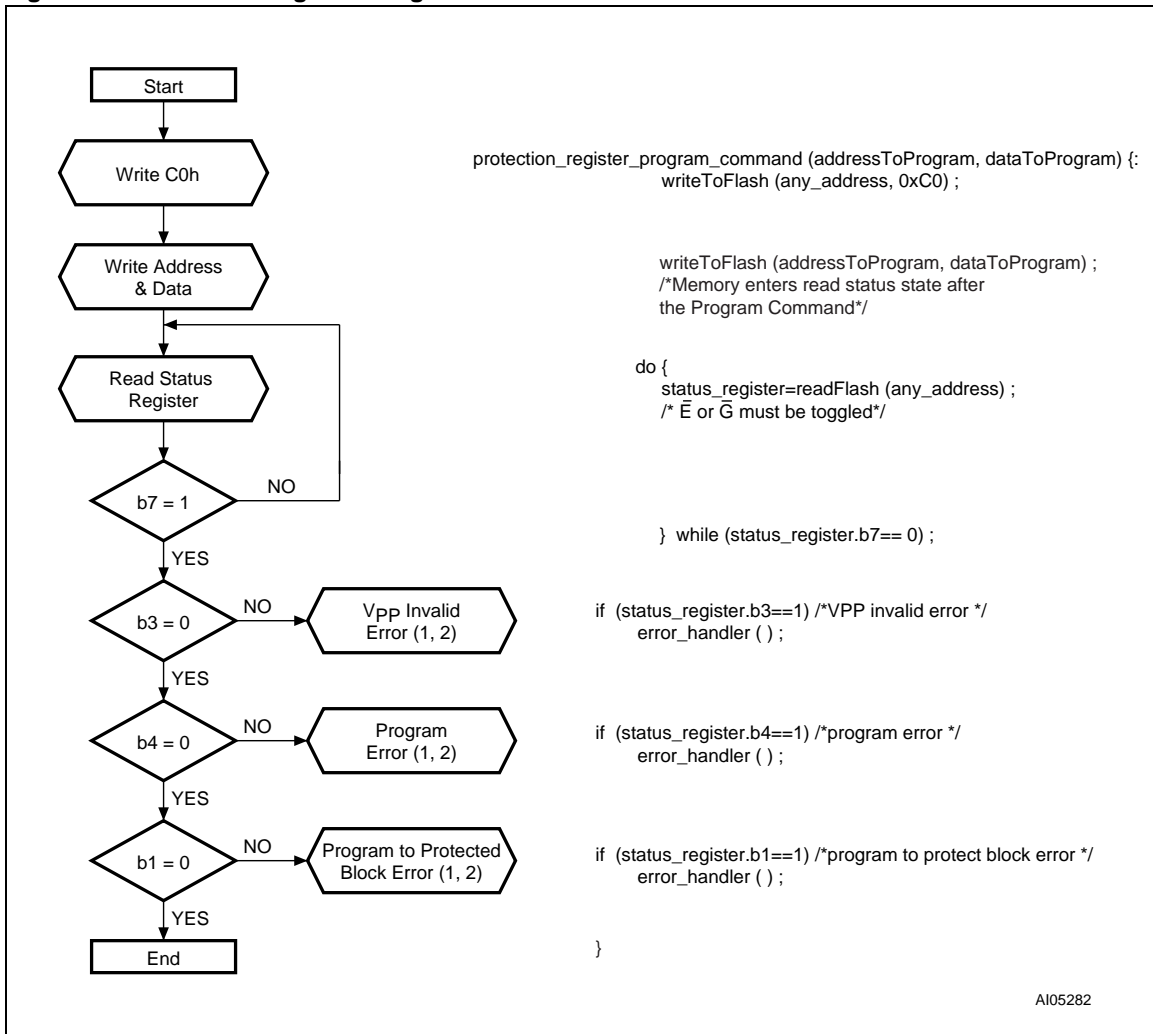 Start
Write C0h
Write Address
& Data
Read Status
Register
b7 = 1
NO
YES
b3 = 0
NO
VPP Invalid
Error (1, 2)
YES
b4 = 0
NO
Program
Error (1, 2)
YES
b1 = 0
NO
Program to Protected
Block Error (1, 2)
YES
End
protection_register_program_command (addressToProgram, dataToProgram) {:
writeToFlash (any_address, 0xC0) ;
writeToFlash (addressToProgram, dataToProgram) ;
/*Memory enters read status state after
the Program Command*/
do {
status_register=readFlash (any_address) ;
/* E̅ or G̅ must be toggled*/
} while (status_register.b7== 0) ;
if (status_register.b3==1) /*VPP invalid error */
error_handler ( ) ;
if (status_register.b4==1) /*program error */
error_handler ( ) ;
if (status_register.b1==1) /*program to protect block error */
error_handler ( ) ;
}
AI05282